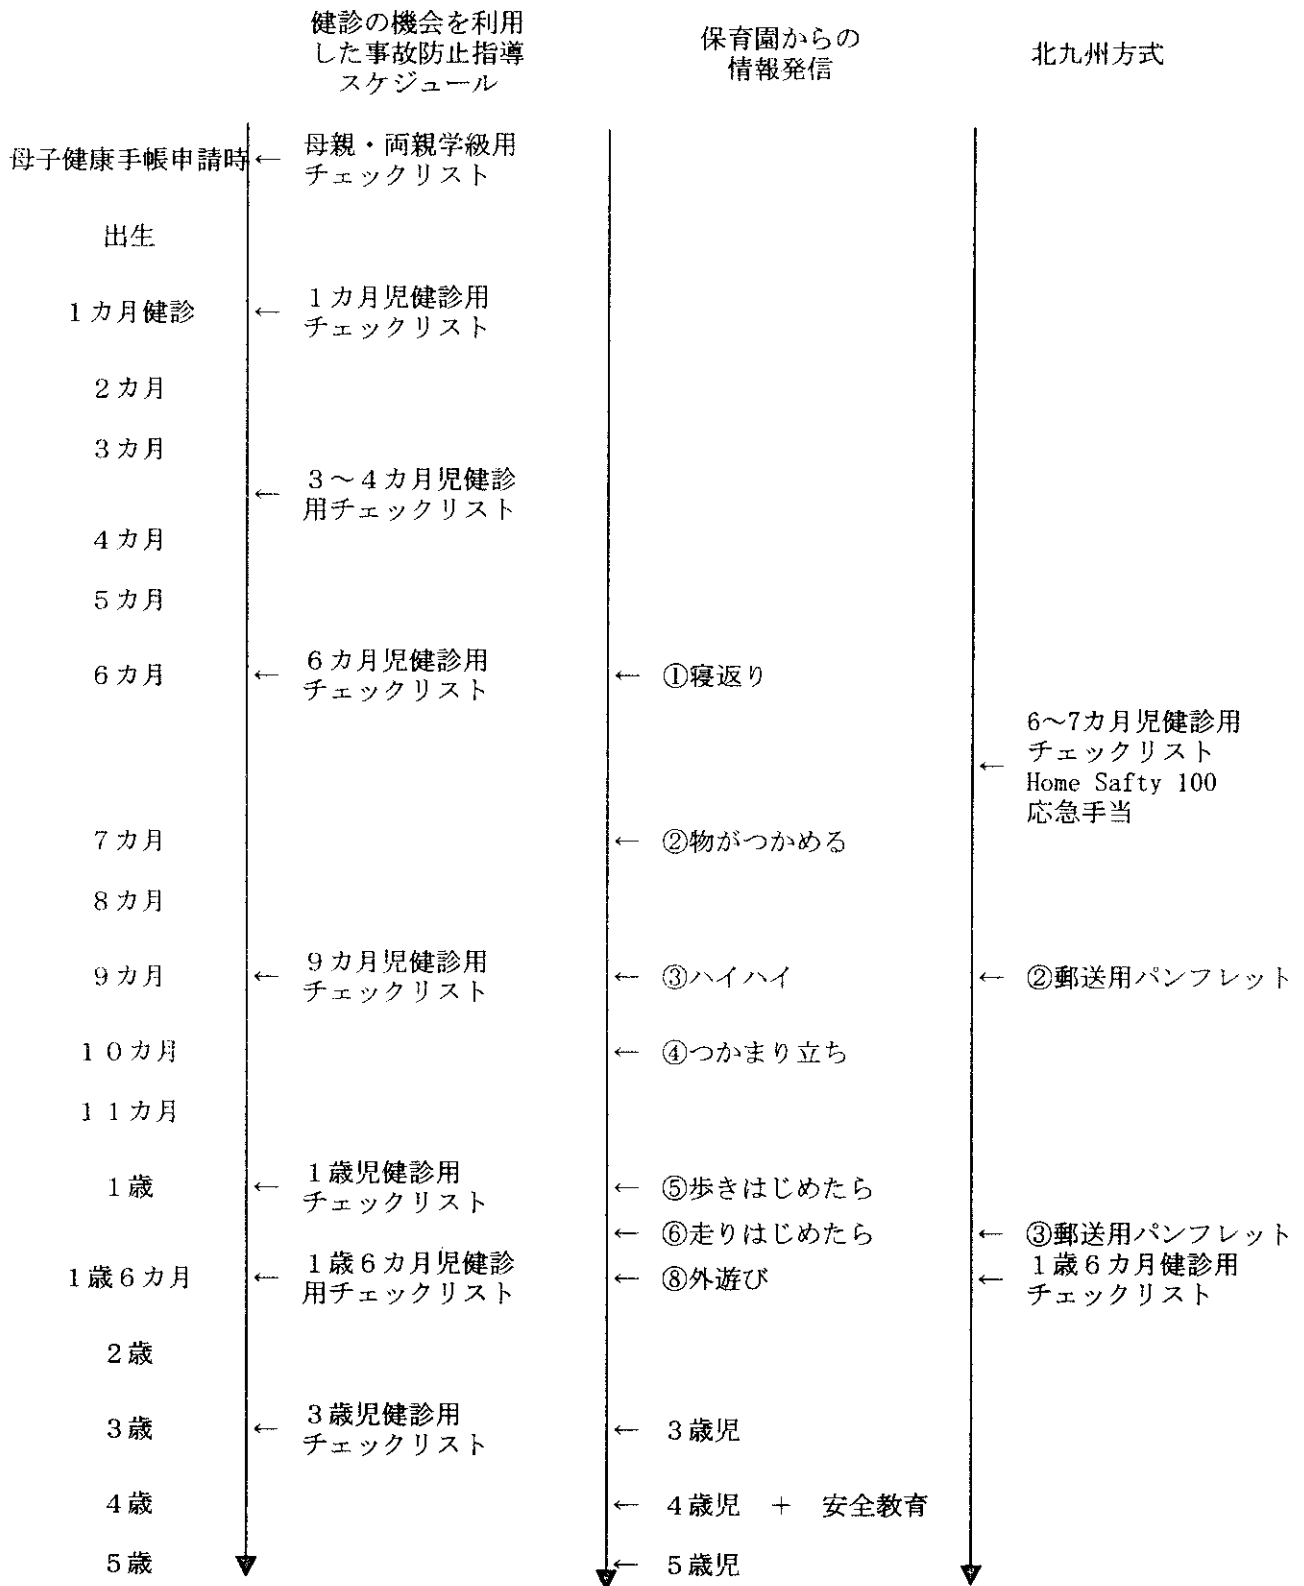 健診の機会を利用
した事故防止指導
スケジュール
保育園からの
情報発信
北九州方式
母子健康手帳申請時
← 母親・両親学級用
チェックリスト
出生
1カ月健診
← 1カ月児健診用
チェックリスト
2カ月
3カ月
← 3～4カ月児健診
用チェックリスト
4カ月
5カ月
6カ月
← 6カ月児健診用
チェックリスト
← ①寝返り
← 6～7カ月児健診用
チェックリスト
Home Safty 100
応急手当
7カ月
← ②物がつかめる
8カ月
9カ月
← 9カ月児健診用
チェックリスト
← ③ハイハイ
← ②郵送用パンフレット
10カ月
← ④つかまり立ち
11カ月
1歳
← 1歳児健診用
チェックリスト
← ⑤歩きはじめたら
← ⑥走りはじめたら
← ③郵送用パンフレット
1歳6カ月
← 1歳6カ月児健診
用チェックリスト
← ⑧外遊び
← 1歳6カ月健診用
チェックリスト
2歳
3歳
← 3歳児健診用
チェックリスト
← 3歳児
4歳
← 4歳児 ＋ 安全教育
5歳
← 5歳児